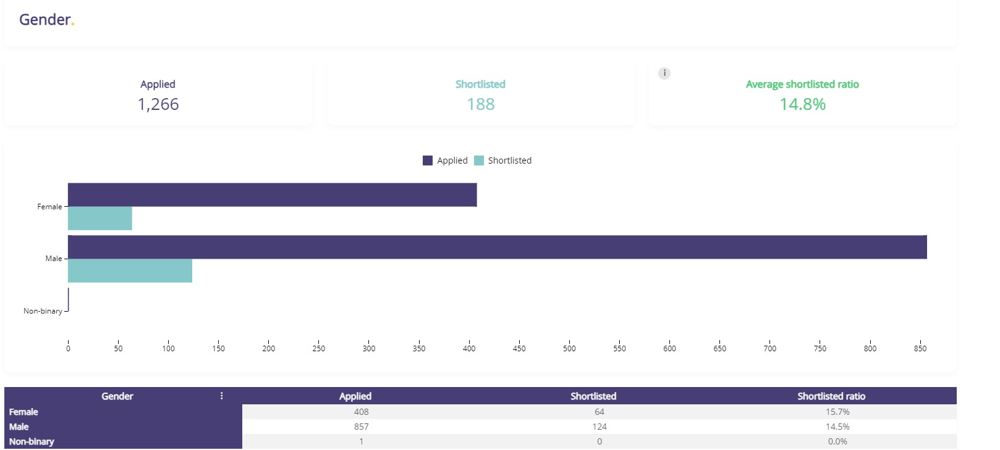 Gender.
i
Applied
1,266
Shortlisted
188
Average shortlisted ratio
14.8%
Applied Shortlisted
Female
Male
Non-binary
0 50 100 150 200 250 300 350 400 450 500 550 600 650 700 750 800 850
Gender Applied Shortlisted Shortlisted ratio
Female 408 64 15.7%
Male 857 124 14.5%
Non-binary 1 0 0.0%